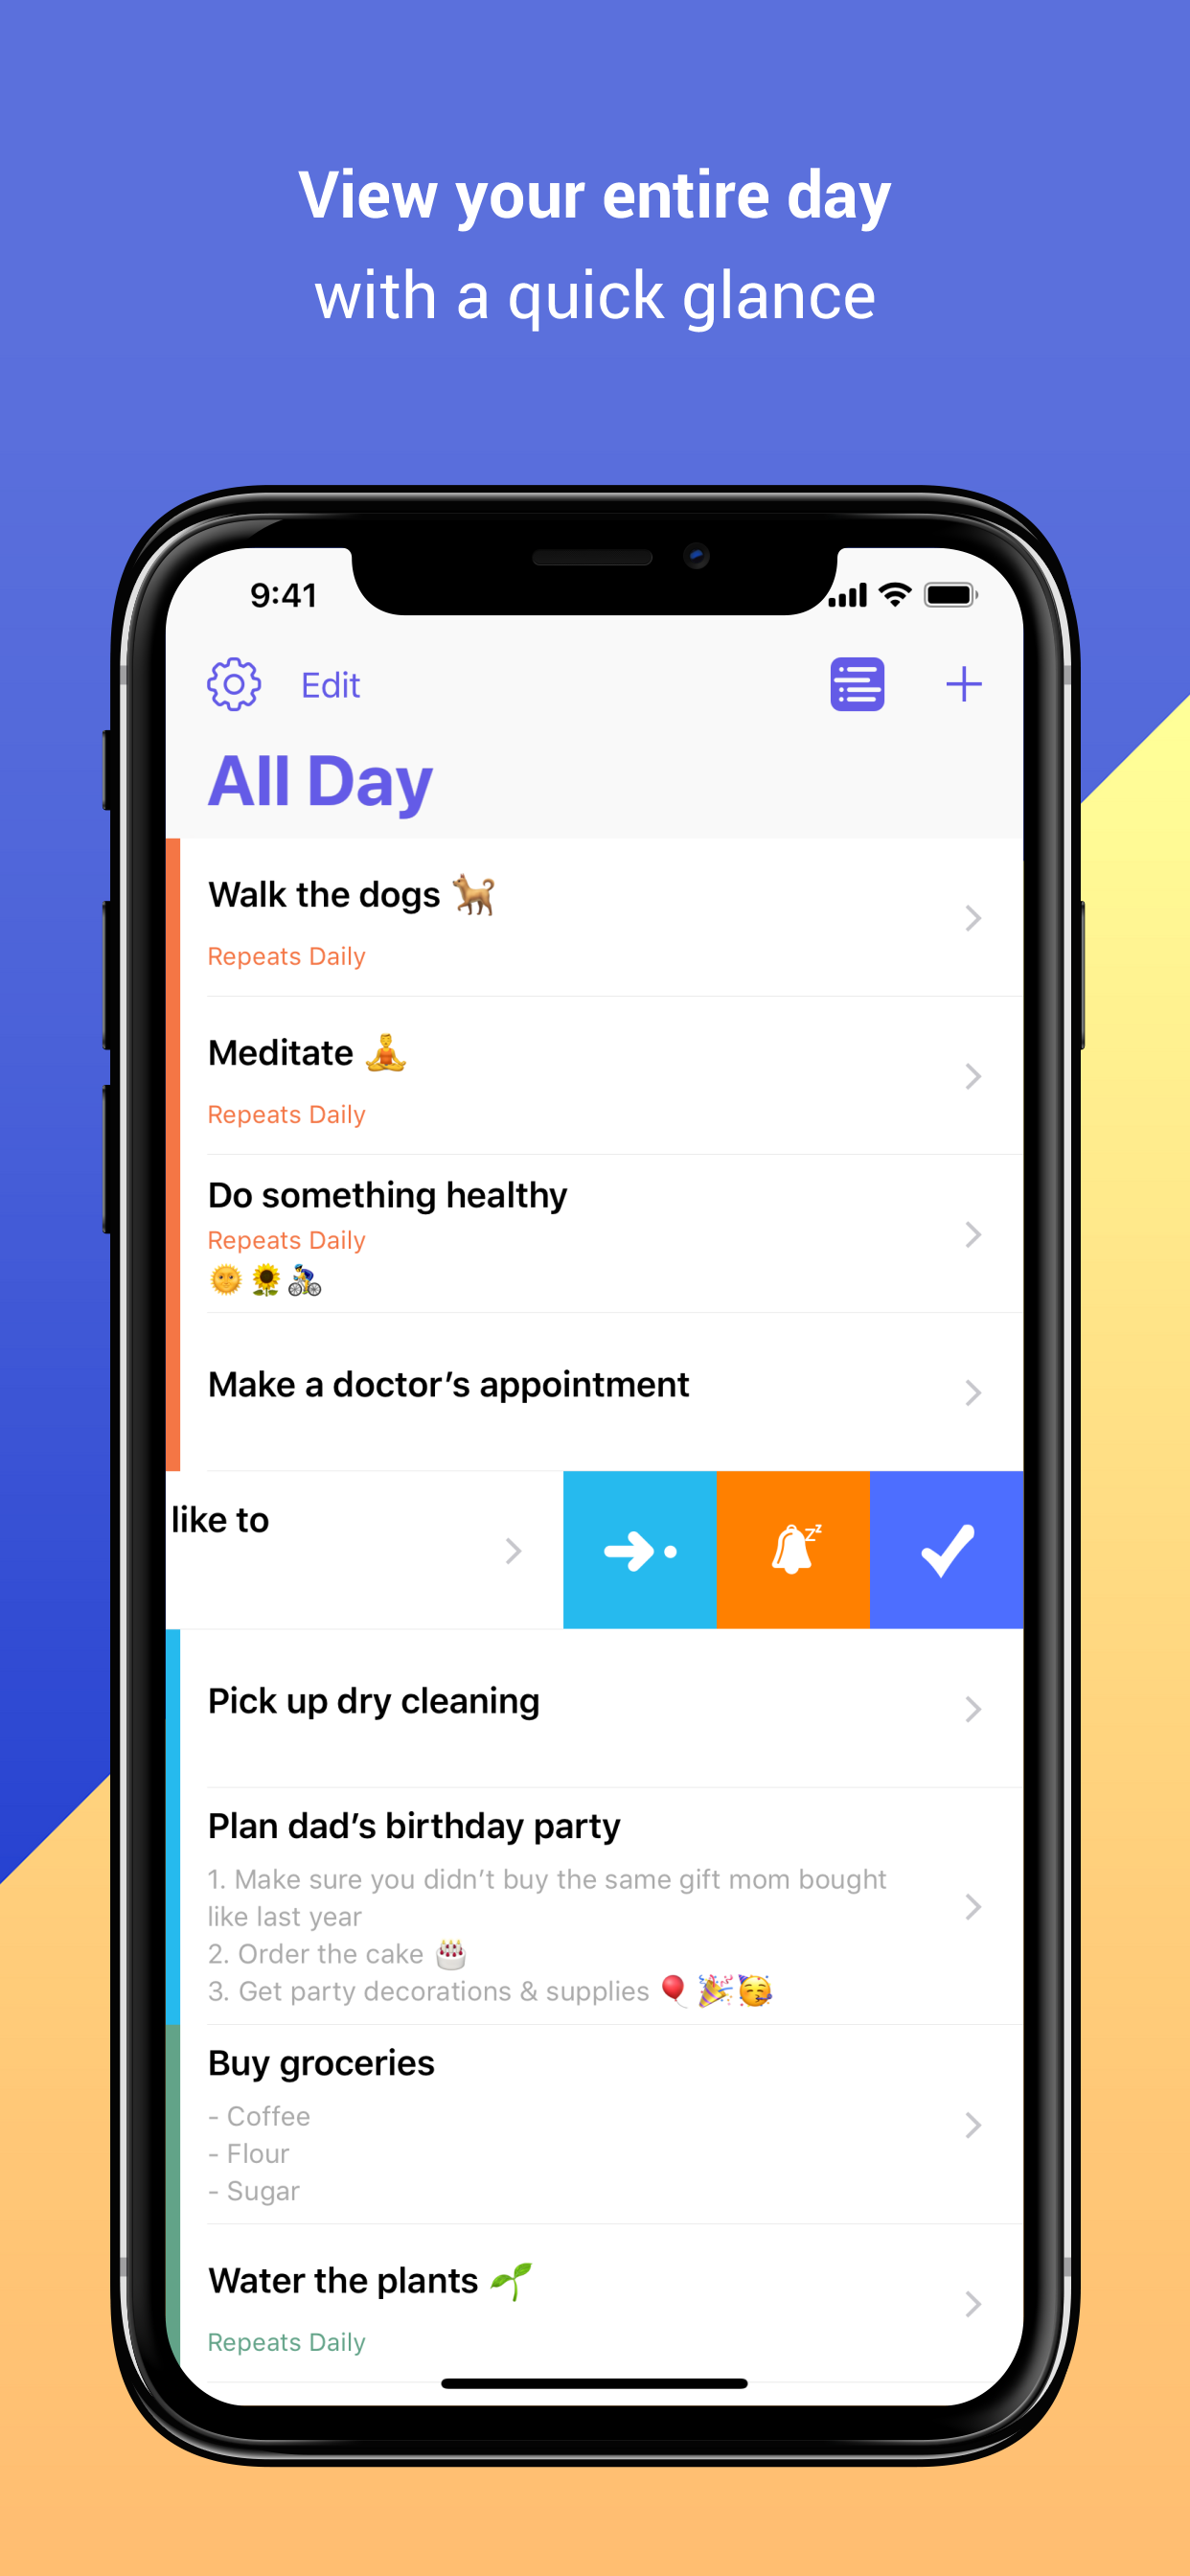 View your entire day
with a quick glance
9:41
Edit
All Day
Walk the dogs 🐕
Repeats Daily
Meditate 🧘‍♂️
Repeats Daily
Do something healthy
Repeats Daily
🌞🌻🚴‍♂️
Make a doctor’s appointment
like to
zz
Pick up dry cleaning
Plan dad’s birthday party
1. Make sure you didn’t buy the same gift mom bought
like last year
2. Order the cake 🎂
3. Get party decorations & supplies 🎈🎉🥳
Buy groceries
- Coffee
- Flour
- Sugar
Water the plants 🌱
Repeats Daily